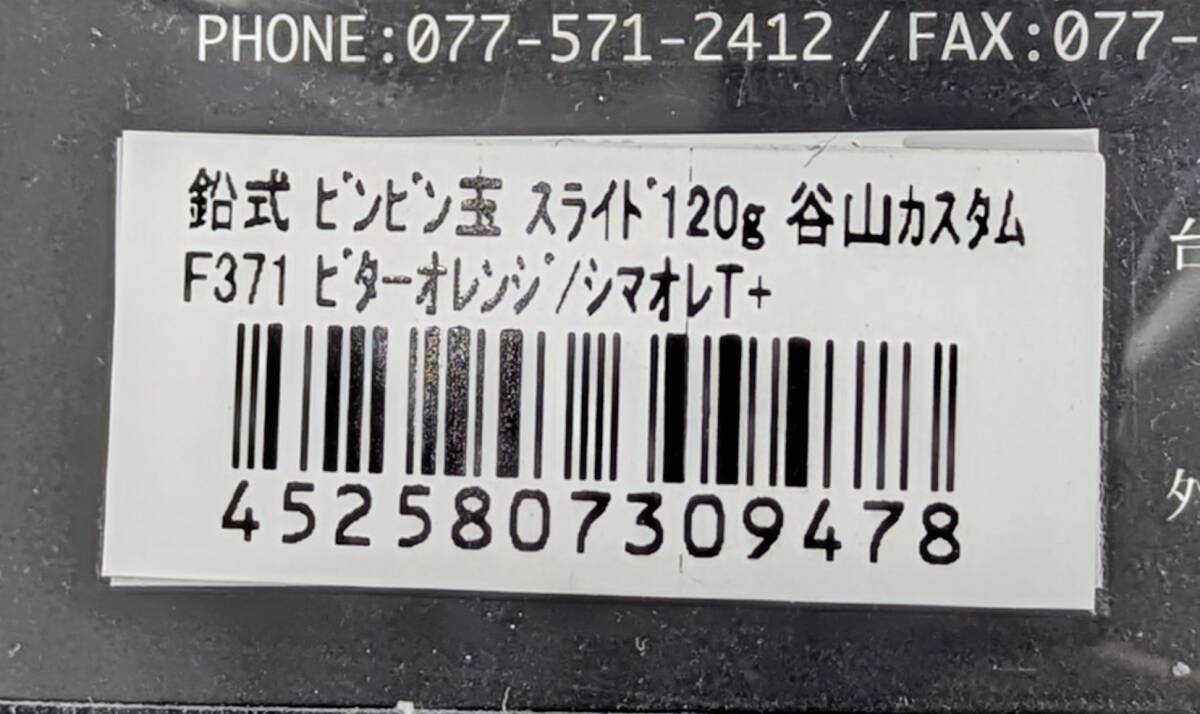 PHONE:077-571-2412/FAX:077-
鉛式 ﾋﾞﾝﾋﾞﾝ玉 ｽﾗｲﾄﾞ120g 谷山ｶｽﾀﾑ
F371 ﾋﾞﾀｰｵﾚﾝｼﾞ/ｼﾏｵﾚT+
4525807309478
台
外